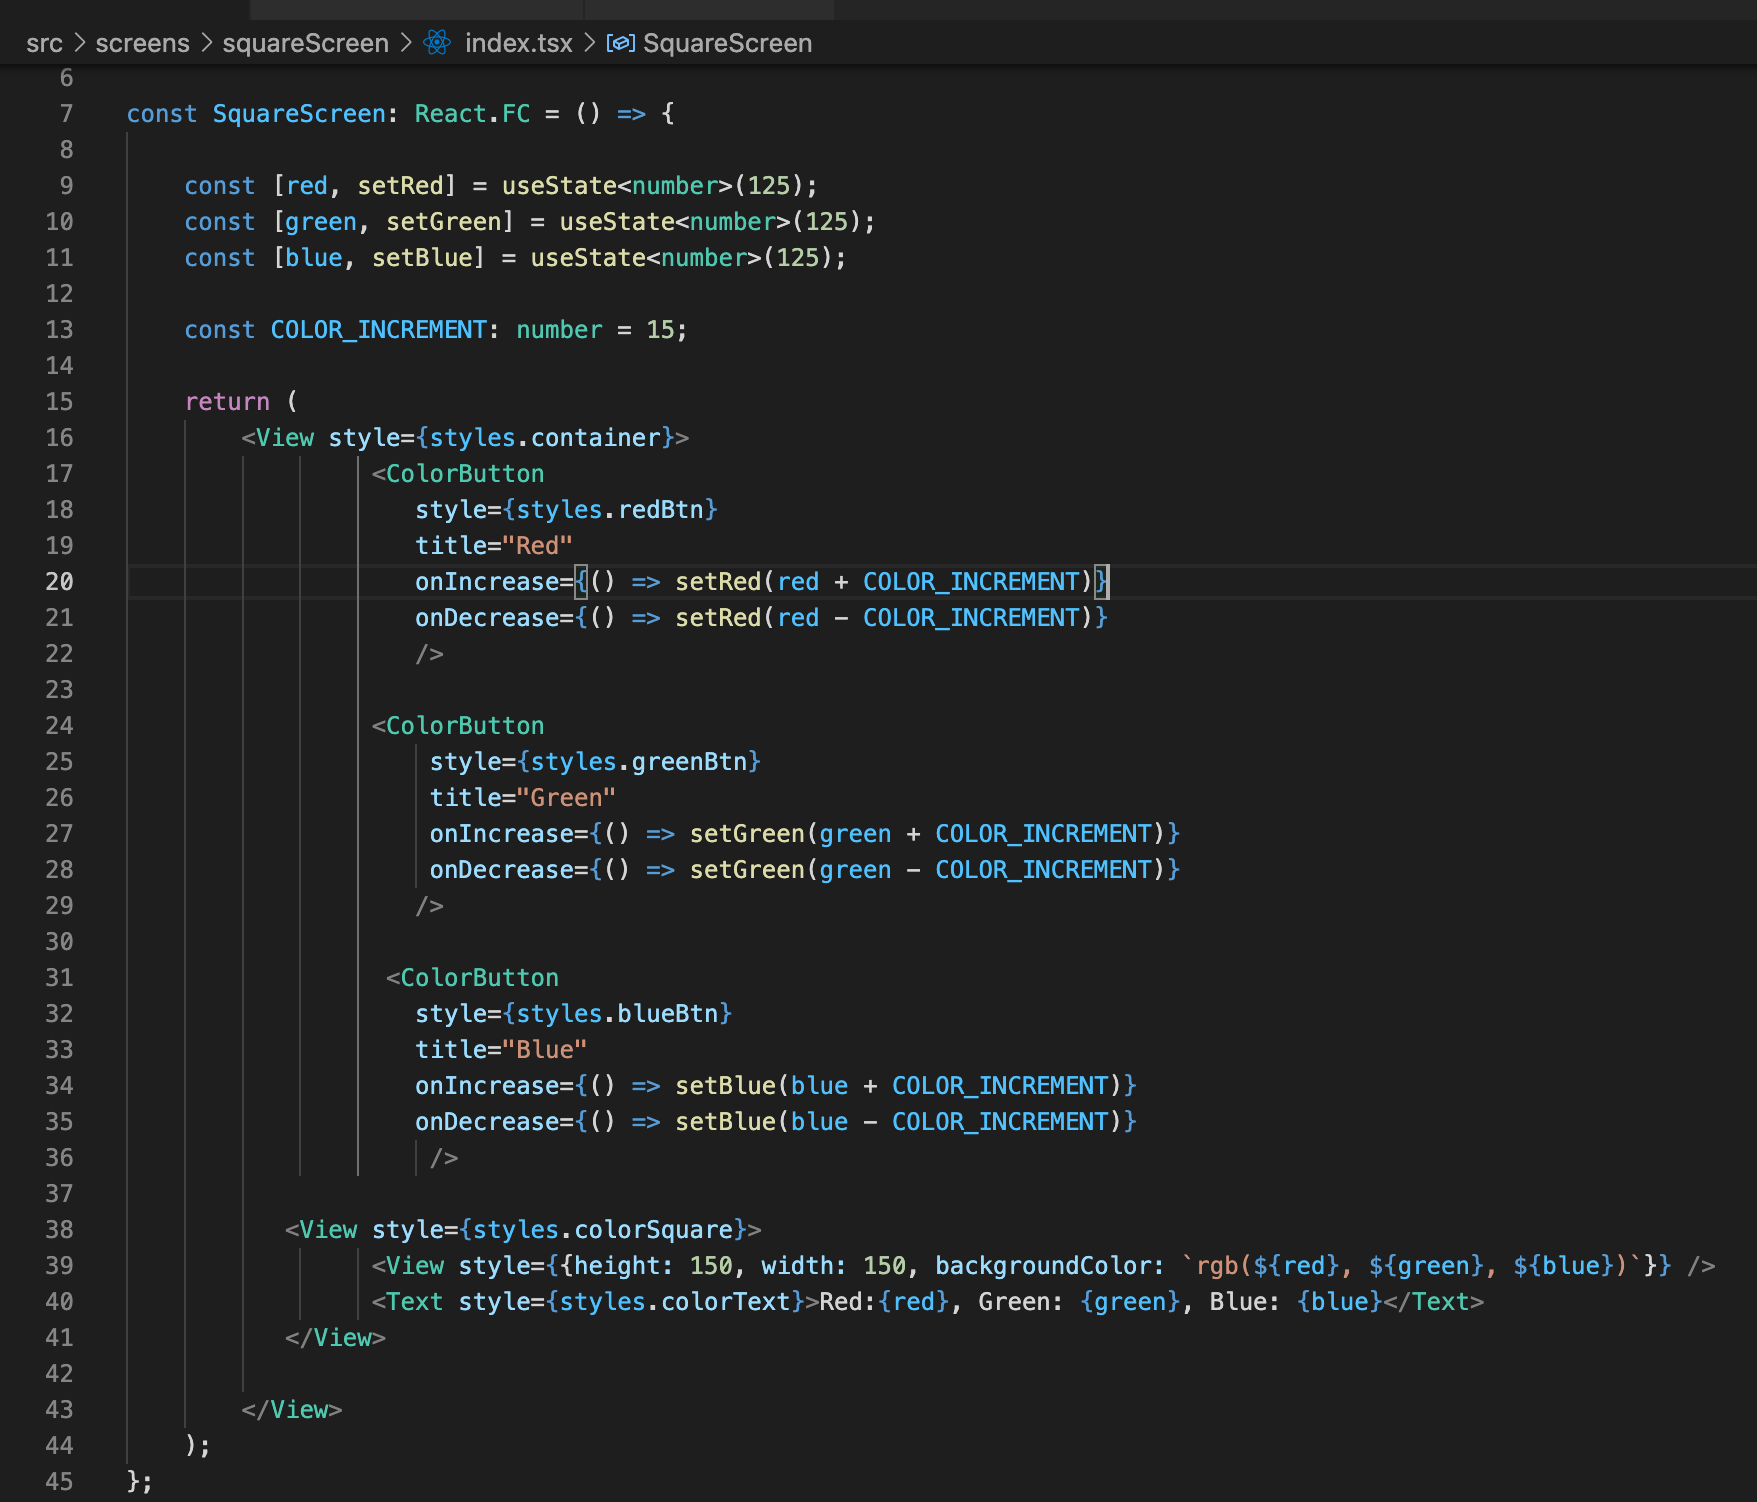 src > screens > squareScreen > index.tsx > SquareScreen
6
7 const SquareScreen: React.FC = () => {
8
9     const [red, setRed] = useState<number>(125);
10     const [green, setGreen] = useState<number>(125);
11     const [blue, setBlue] = useState<number>(125);
12
13     const COLOR_INCREMENT: number = 15;
14
15     return (
16         <View style={styles.container}>
17                  <ColorButton
18                     style={styles.redBtn}
19                     title="Red"
20                     onIncrease={() => setRed(red + COLOR_INCREMENT)}
21                     onDecrease={() => setRed(red - COLOR_INCREMENT)}
22                     />
23
24                  <ColorButton
25                      style={styles.greenBtn}
26                      title="Green"
27                      onIncrease={() => setGreen(green + COLOR_INCREMENT)}
28                      onDecrease={() => setGreen(green - COLOR_INCREMENT)}
29                     />
30
31                   <ColorButton
32                     style={styles.blueBtn}
33                     title="Blue"
34                     onIncrease={() => setBlue(blue + COLOR_INCREMENT)}
35                     onDecrease={() => setBlue(blue - COLOR_INCREMENT)}
36                      />
37
38            <View style={styles.colorSquare}>
39                  <View style={{height: 150, width: 150, backgroundColor: `rgb(${red}, ${green}, ${blue})`}} />
40                  <Text style={styles.colorText}>Red:{red}, Green: {green}, Blue: {blue}</Text>
41            </View>
42
43         </View>
44     );
45 };